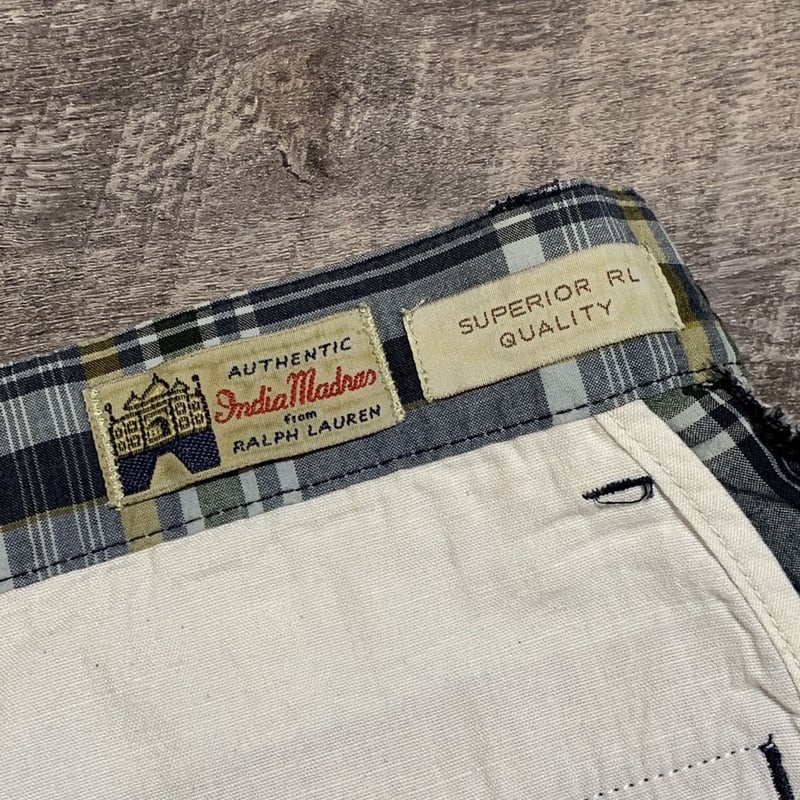 AUTHENTIC
India Madras
from
RALPH LAUREN
SUPERIOR RL
QUALITY